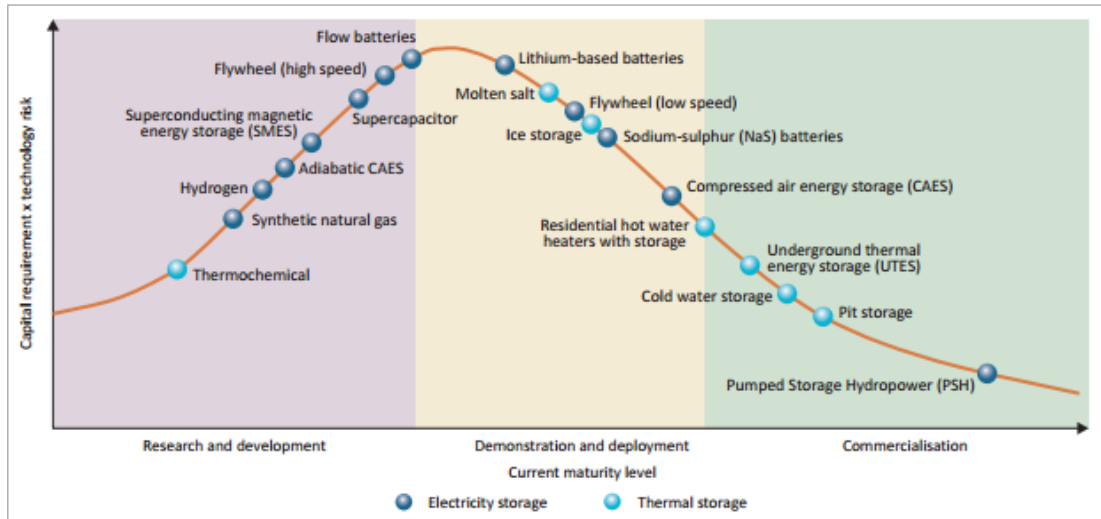 Capital requirement x technology risk
Flow batteries
Flywheel (high speed)
Supercapacitor
Superconducting magnetic
energy storage (SMES)
Adiabatic CAES
Hydrogen
Synthetic natural gas
Thermochemical
Lithium-based batteries
Molten salt
Flywheel (low speed)
Ice storage
Sodium-sulphur (NaS) batteries
Compressed air energy storage (CAES)
Residential hot water
heaters with storage
Underground thermal
energy storage (UTES)
Cold water storage
Pit storage
Pumped Storage Hydropower (PSH)
Research and development
Demonstration and deployment
Commercialisation
Current maturity level
Electricity storage
Thermal storage